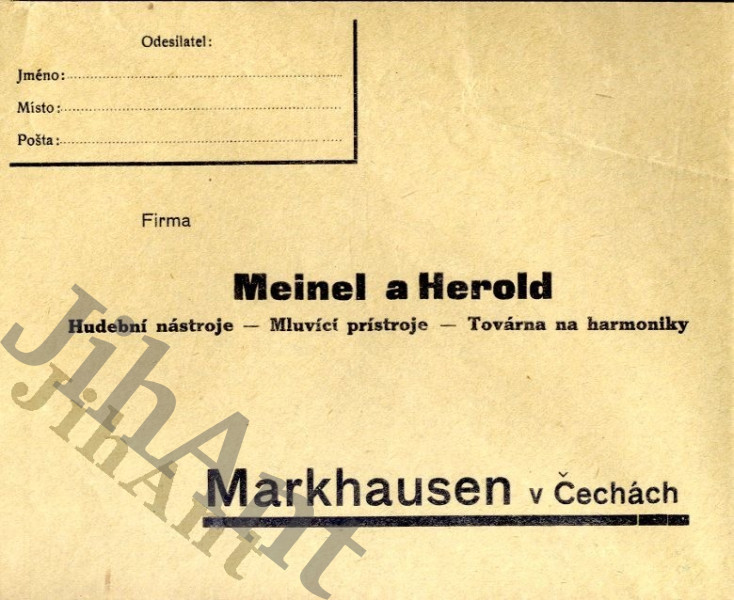 Odesilatel:
Jméno:
Místo:
Pošta:
Firma
Meinel a Herold
Hudební nástroje — Mluvící prístroje — Továrna na harmoniky
Markhausen v Čechách
JihAnt
JihAnt